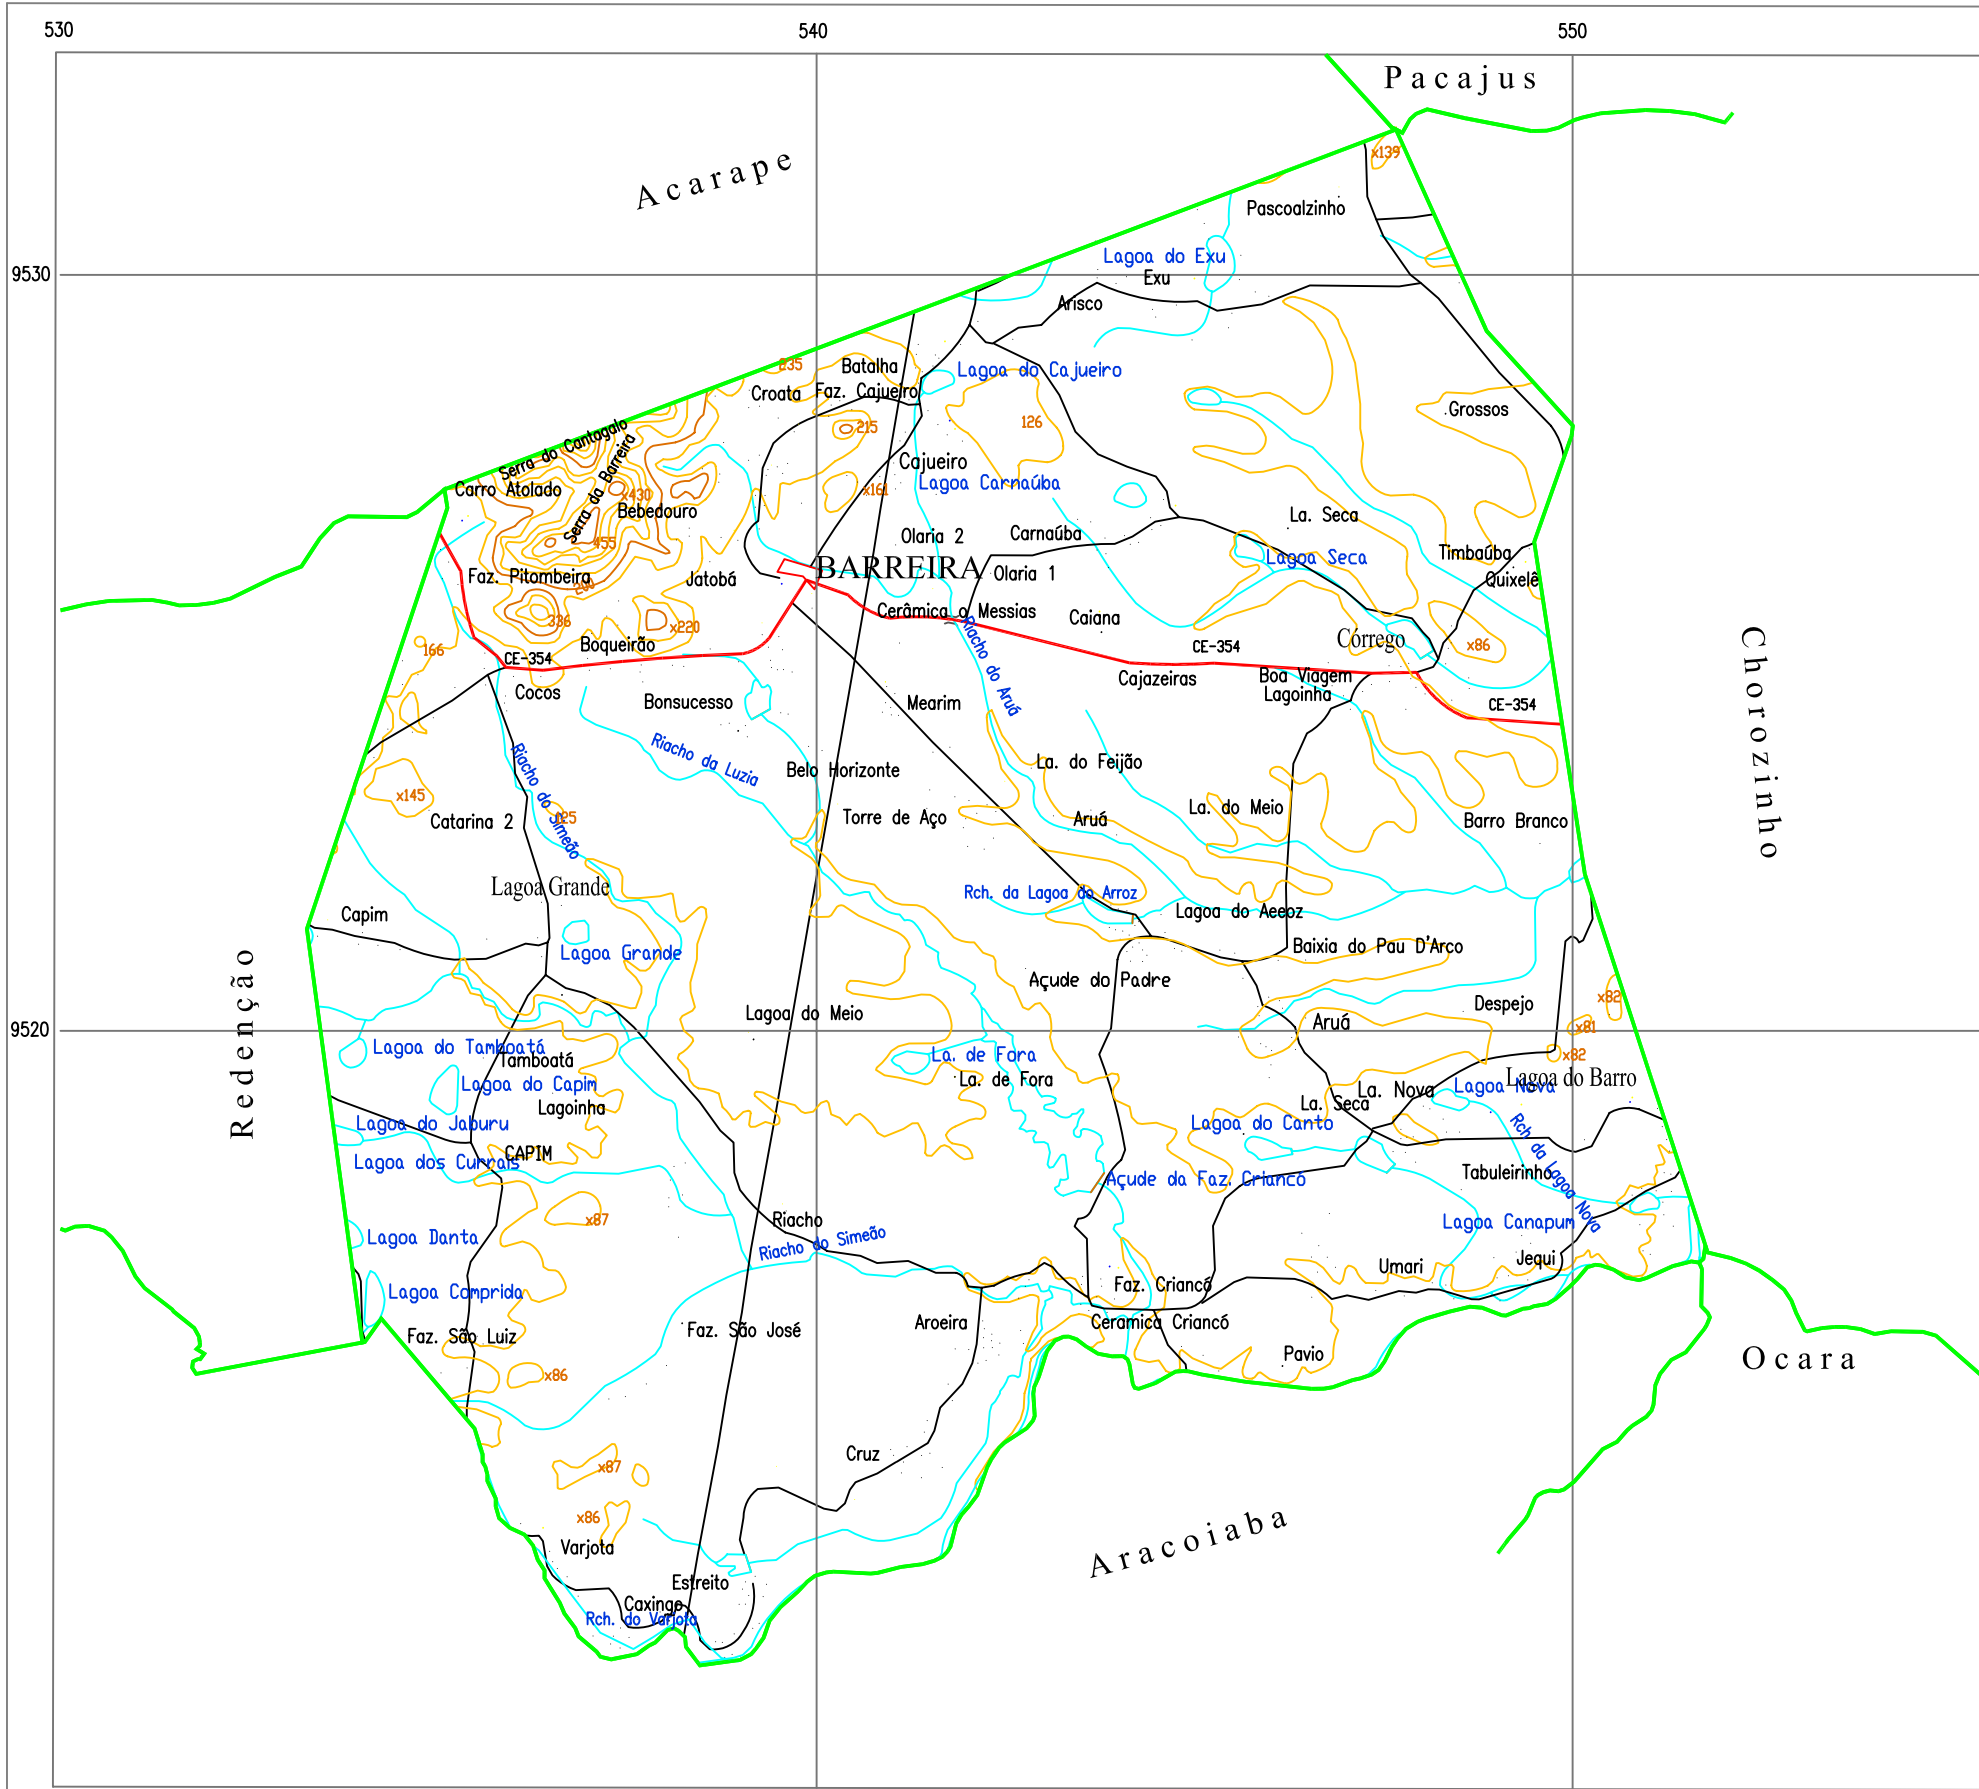 530
540
550
Pacajus
Acarape
x139
Pascoalzinho
Lagoa do Exu
9530
Exu
Arisco
235
Batalha
Lagoa do Cajueiro
Croata
Faz. Cajueiro
Grossos
126
215
Serra do Cantagalo
Serra da Barreira
Cajueiro
Lagoa Carnaúba
Carro Atolado
x430
x161
Bebedouro
La. Seca
Olaria 2
Carnaúba
455
Timbaúba
Lagoa Seca
BARREIRA
Olaria 1
Faz. Pitombeira
200
Jatobá
Quixelê
Cerâmica o Messias
Caiana
336
x220
Riacho do Aruá
Córrego
x86
166
Boqueirão
CE-354
CE-354
Cocos
Cajazeiras
Boa Viagem
Lagoinha
Bonsucesso
Mearim
CE-354
Chorozinho
Riacho da Luzia
Riacho do Simeão
Belo Horizonte
La. do Feijão
x145
125
Catarina 2
Torre de Aço
Aruá
La. do Meio
Barro Branco
Lagoa Grande
Rch. da Lagoa do Arroz
Capim
Lagoa do Aeeoz
Lagoa Grande
Baixia do Pau D'Arco
Redenção
Açude do Padre
Despejo
x82
Lagoa do Meio
Aruá
x81
9520
Lagoa do Tamboatá
Tamboatá
La. de Fora
x82
La. de Fora
Lagoa do Barro
Lagoa do Capim
Lagoa Nova
La. Nova
Lagoinha
La. Seca
Lagoa do Jaburu
Lagoa do Canto
Rch da Lagoa Nova
CAPIM
Lagoa dos Currais
Açude da Faz. Criancó
Tabuleirinho
x87
Riacho
Lagoa Canapum
Lagoa Danta
Riacho do Simeão
Jequi
Umari
Lagoa Comprida
Faz. Criancó
Aroeira
Cerâmica Criancó
Faz. São Luiz
Faz. São José
Pavio
Ocara
x86
Cruz
x87
x86
Aracoiaba
Varjota
Estreito
Caxingo
Rch. do Varjota